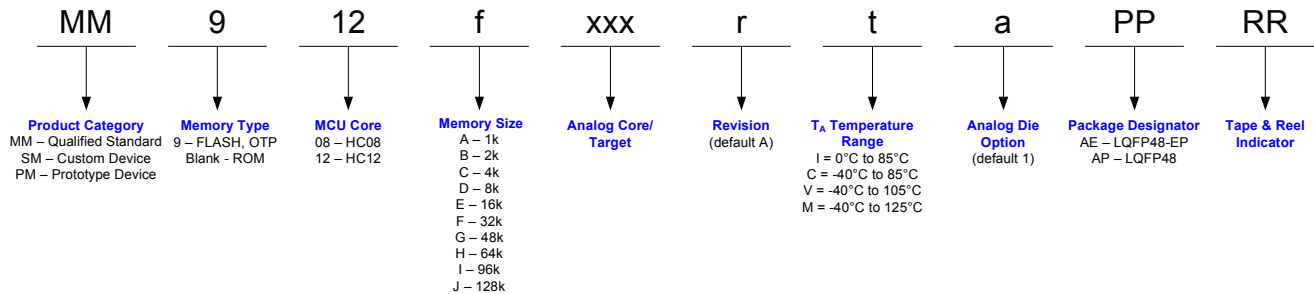 MM 9 12 f xxx r t a PP RR
Product Category
MM – Qualified Standard
SM – Custom Device
PM – Prototype Device
Memory Type
9 – FLASH, OTP
Blank - ROM
MCU Core
08 – HC08
12 – HC12
Memory Size
A – 1k
B – 2k
C – 4k
D – 8k
E – 16k
F – 32k
G – 48k
H – 64k
I – 96k
J – 128k
Analog Core/
Target
Revision
(default A)
TA Temperature
Range
I = 0°C to 85°C
C = -40°C to 85°C
V = -40°C to 105°C
M = -40°C to 125°C
Analog Die
Option
(default 1)
Package Designator
AE – LQFP48-EP
AP – LQFP48
Tape & Reel
Indicator